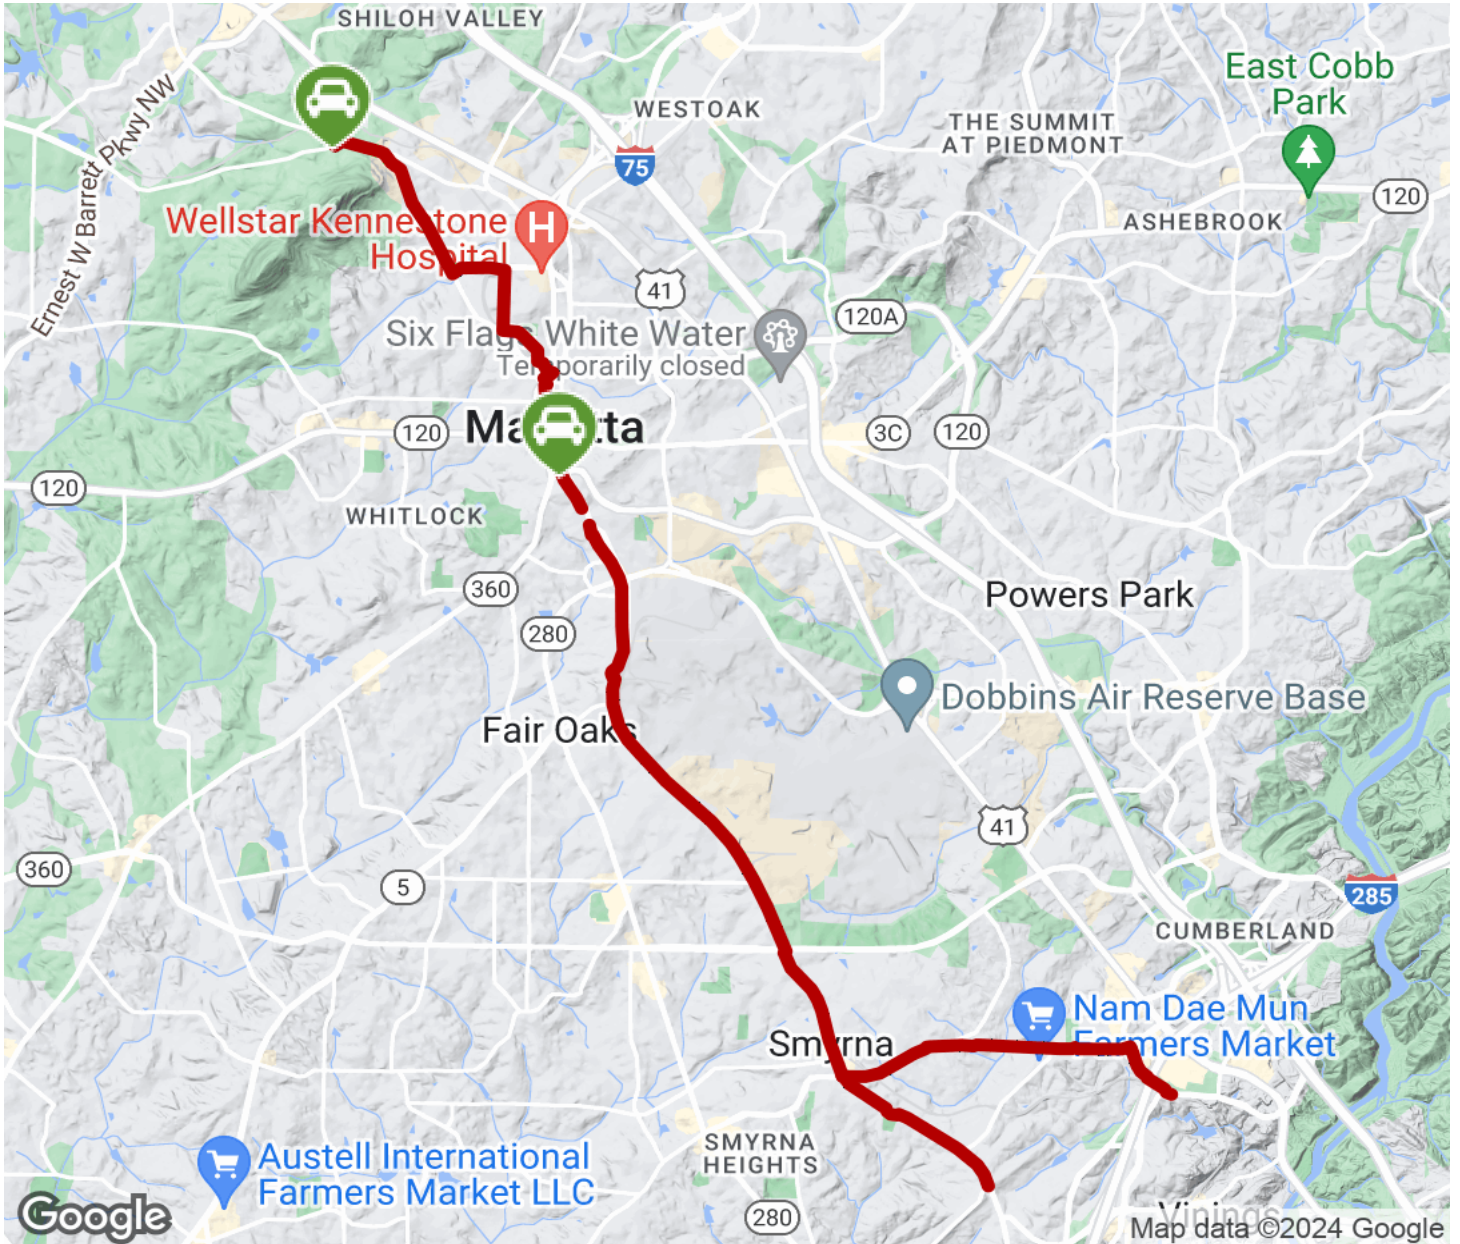 SHILOH VALLEY
East Cobb
Park
WESTOAK
THE SUMMIT
AT PIEDMONT
75
Ernest W Barrett Pkwy NW
120
Wellstar Kennestone
Hospital
H
ASHEBROOK
41
120A
Six Flags White Water
Temporarily closed
120
Marietta
3C
120
120
WHITLOCK
360
Powers Park
280
Dobbins Air Reserve Base
Fair Oaks
41
360
5
285
CUMBERLAND
Nam Dae Mun
Farmers Market
Smyrna
SMYRNA
HEIGHTS
Austell International
Farmers Market LLC
280
Vinings
Google
Map data ©2024 Google